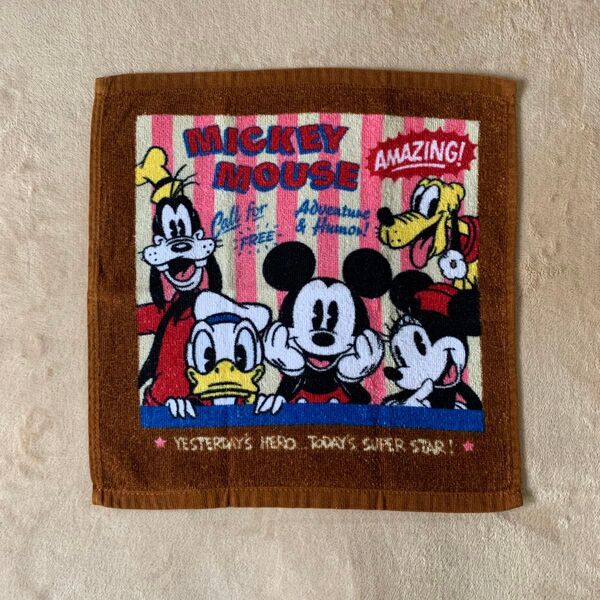 MICKEY
MOUSE
AMAZING!
Call for
FREE
Adventure
& Humor!
YESTERDAY'S HERO...TODAY'S SUPER STAR!